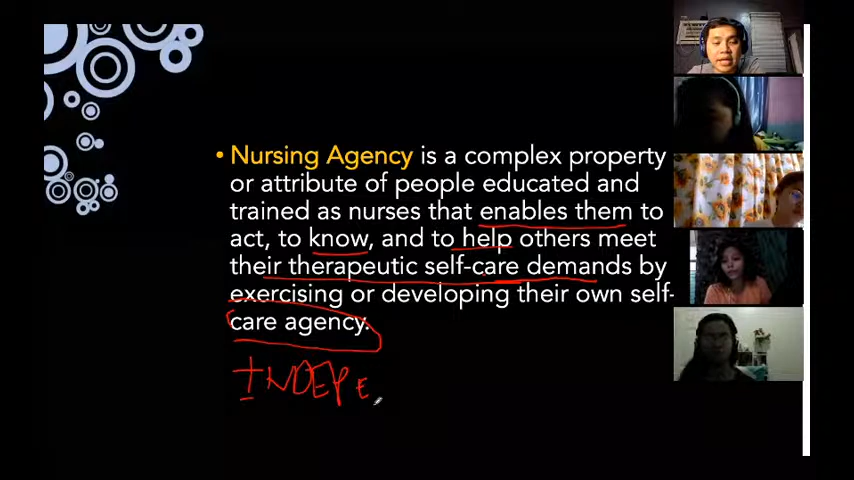 • Nursing Agency is a complex property
or attribute of people educated and
trained as nurses that enables them to
act, to know, and to help others meet
their therapeutic self-care demands by
exercising or developing their own self-
care agency.
INDEPE